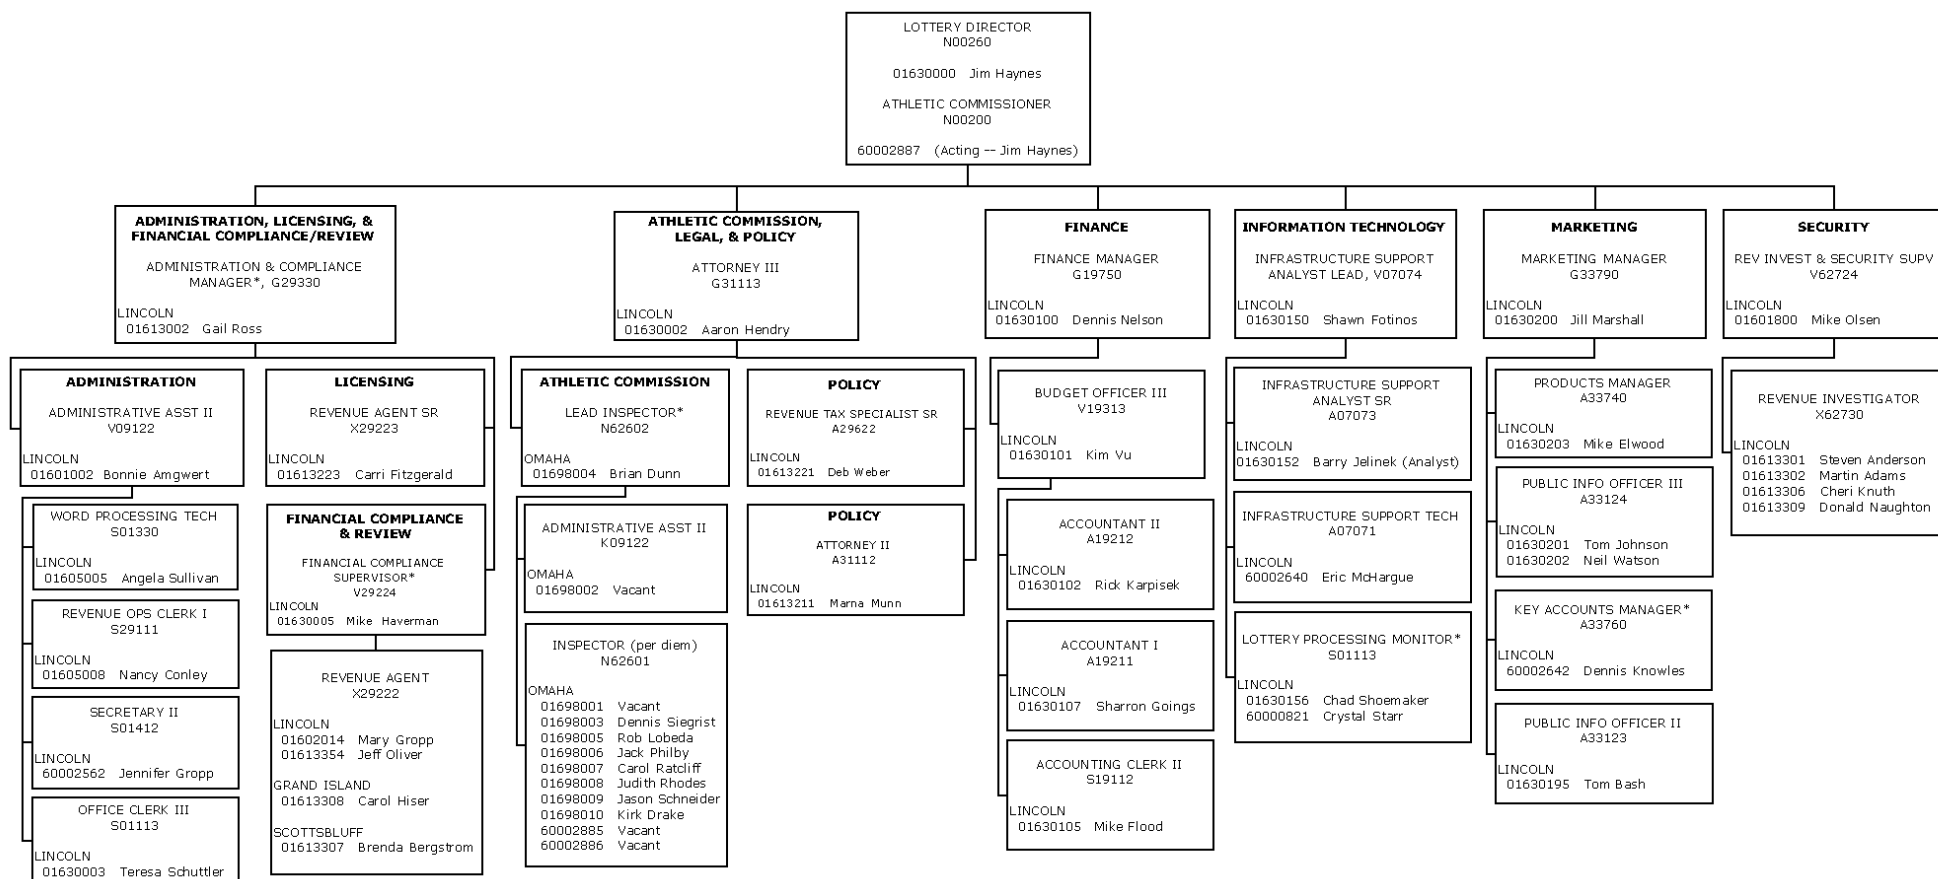 LOTTERY DIRECTOR
N00260
01630000 Jim Haynes
ATHLETIC COMMISSIONER
N00200
60002887 (Acting -- Jim Haynes)
ADMINISTRATION, LICENSING, &
FINANCIAL COMPLIANCE/REVIEW
ADMINISTRATION & COMPLIANCE
MANAGER*, G29330
LINCOLN
01613002 Gail Ross
ATHLETIC COMMISSION,
LEGAL, & POLICY
ATTORNEY III
G31113
LINCOLN
01630002 Aaron Hendry
FINANCE
FINANCE MANAGER
G19750
LINCOLN
01630100 Dennis Nelson
INFORMATION TECHNOLOGY
INFRASTRUCTURE SUPPORT
ANALYST LEAD, V07074
LINCOLN
01630150 Shawn Fotinos
MARKETING
MARKETING MANAGER
G33790
LINCOLN
01630200 Jill Marshall
SECURITY
REV INVEST & SECURITY SUPV
V62724
LINCOLN
01601800 Mike Olsen
ADMINISTRATION
ADMINISTRATIVE ASST II
V09122
LINCOLN
01601002 Bonnie Amgwert
WORD PROCESSING TECH
S01330
LINCOLN
01605005 Angela Sullivan
REVENUE OPS CLERK I
S29111
LINCOLN
01605008 Nancy Conley
SECRETARY II
S01412
LINCOLN
60002562 Jennifer Gropp
OFFICE CLERK III
S01113
LINCOLN
01630003 Teresa Schuttler
LICENSING
REVENUE AGENT SR
X29223
LINCOLN
01613223 Carri Fitzgerald
FINANCIAL COMPLIANCE
& REVIEW
FINANCIAL COMPLIANCE
SUPERVISOR*
V29224
LINCOLN
01630005 Mike Haverman
REVENUE AGENT
X29222
LINCOLN
01602014 Mary Gropp
01613354 Jeff Oliver
GRAND ISLAND
01613308 Carol Hiser
SCOTTSBLUFF
01613307 Brenda Bergstrom
ATHLETIC COMMISSION
LEAD INSPECTOR*
N62602
OMAHA
01698004 Brian Dunn
ADMINISTRATIVE ASST II
K09122
OMAHA
01698002 Vacant
INSPECTOR (per diem)
N62601
OMAHA
01698001 Vacant
01698003 Dennis Siegrist
01698005 Rob Lobeda
01698006 Jack Philby
01698007 Carol Ratcliff
01698008 Judith Rhodes
01698009 Jason Schneider
01698010 Kirk Drake
60002885 Vacant
60002886 Vacant
POLICY
REVENUE TAX SPECIALIST SR
A29622
LINCOLN
01613221 Deb Weber
POLICY
ATTORNEY II
A31112
LINCOLN
01613211 Marna Munn
BUDGET OFFICER III
V19313
LINCOLN
01630101 Kim Vu
ACCOUNTANT II
A19212
LINCOLN
01630102 Rick Karpisek
ACCOUNTANT I
A19211
LINCOLN
01630107 Sharron Goings
ACCOUNTING CLERK II
S19112
LINCOLN
01630105 Mike Flood
INFRASTRUCTURE SUPPORT
ANALYST SR
A07073
LINCOLN
01630152 Barry Jelinek (Analyst)
INFRASTRUCTURE SUPPORT TECH
A07071
LINCOLN
60002640 Eric McHargue
LOTTERY PROCESSING MONITOR*
S01113
LINCOLN
01630156 Chad Shoemaker
60000821 Crystal Starr
PRODUCTS MANAGER
A33740
LINCOLN
01630203 Mike Elwood
PUBLIC INFO OFFICER III
A33124
LINCOLN
01630201 Tom Johnson
01630202 Neil Watson
KEY ACCOUNTS MANAGER*
A33760
LINCOLN
60002642 Dennis Knowles
PUBLIC INFO OFFICER II
A33123
LINCOLN
01630195 Tom Bash
REVENUE INVESTIGATOR
X62730
LINCOLN
01613301 Steven Anderson
01613302 Martin Adams
01613306 Cheri Knuth
01613309 Donald Naughton